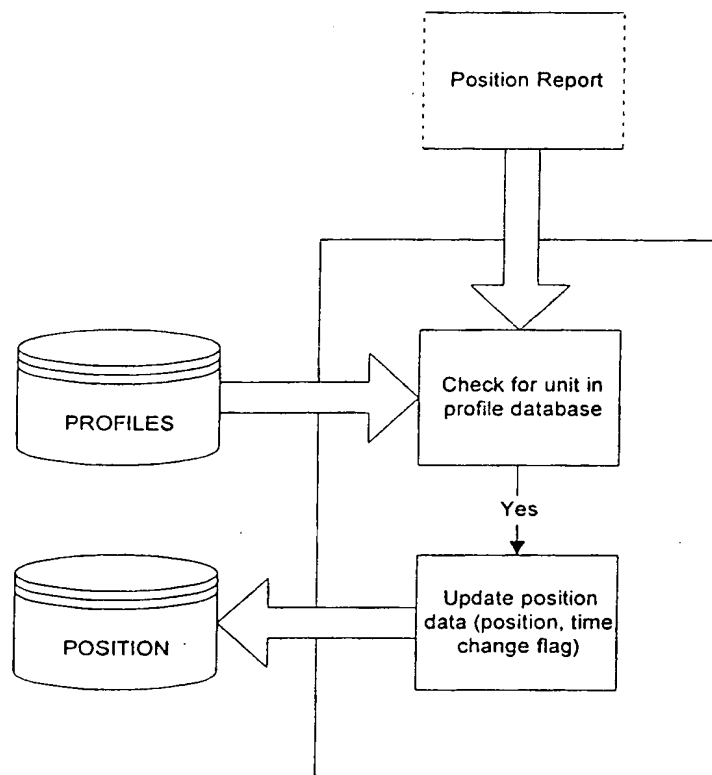 Position Report
Check for unit in
profile database
PROFILES
Yes
Update position
data (position, time
change flag)
POSITION